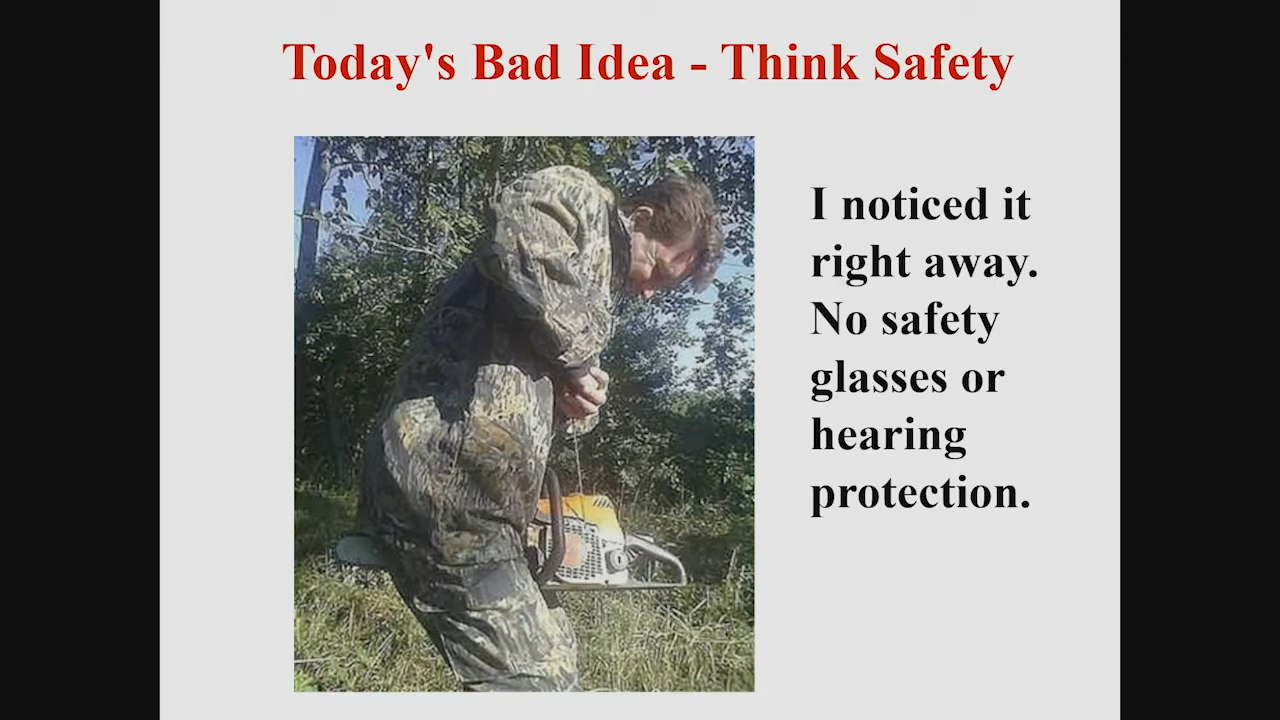 Today's Bad Idea - Think Safety
I noticed it
right away.
No safety
glasses or
hearing
protection.